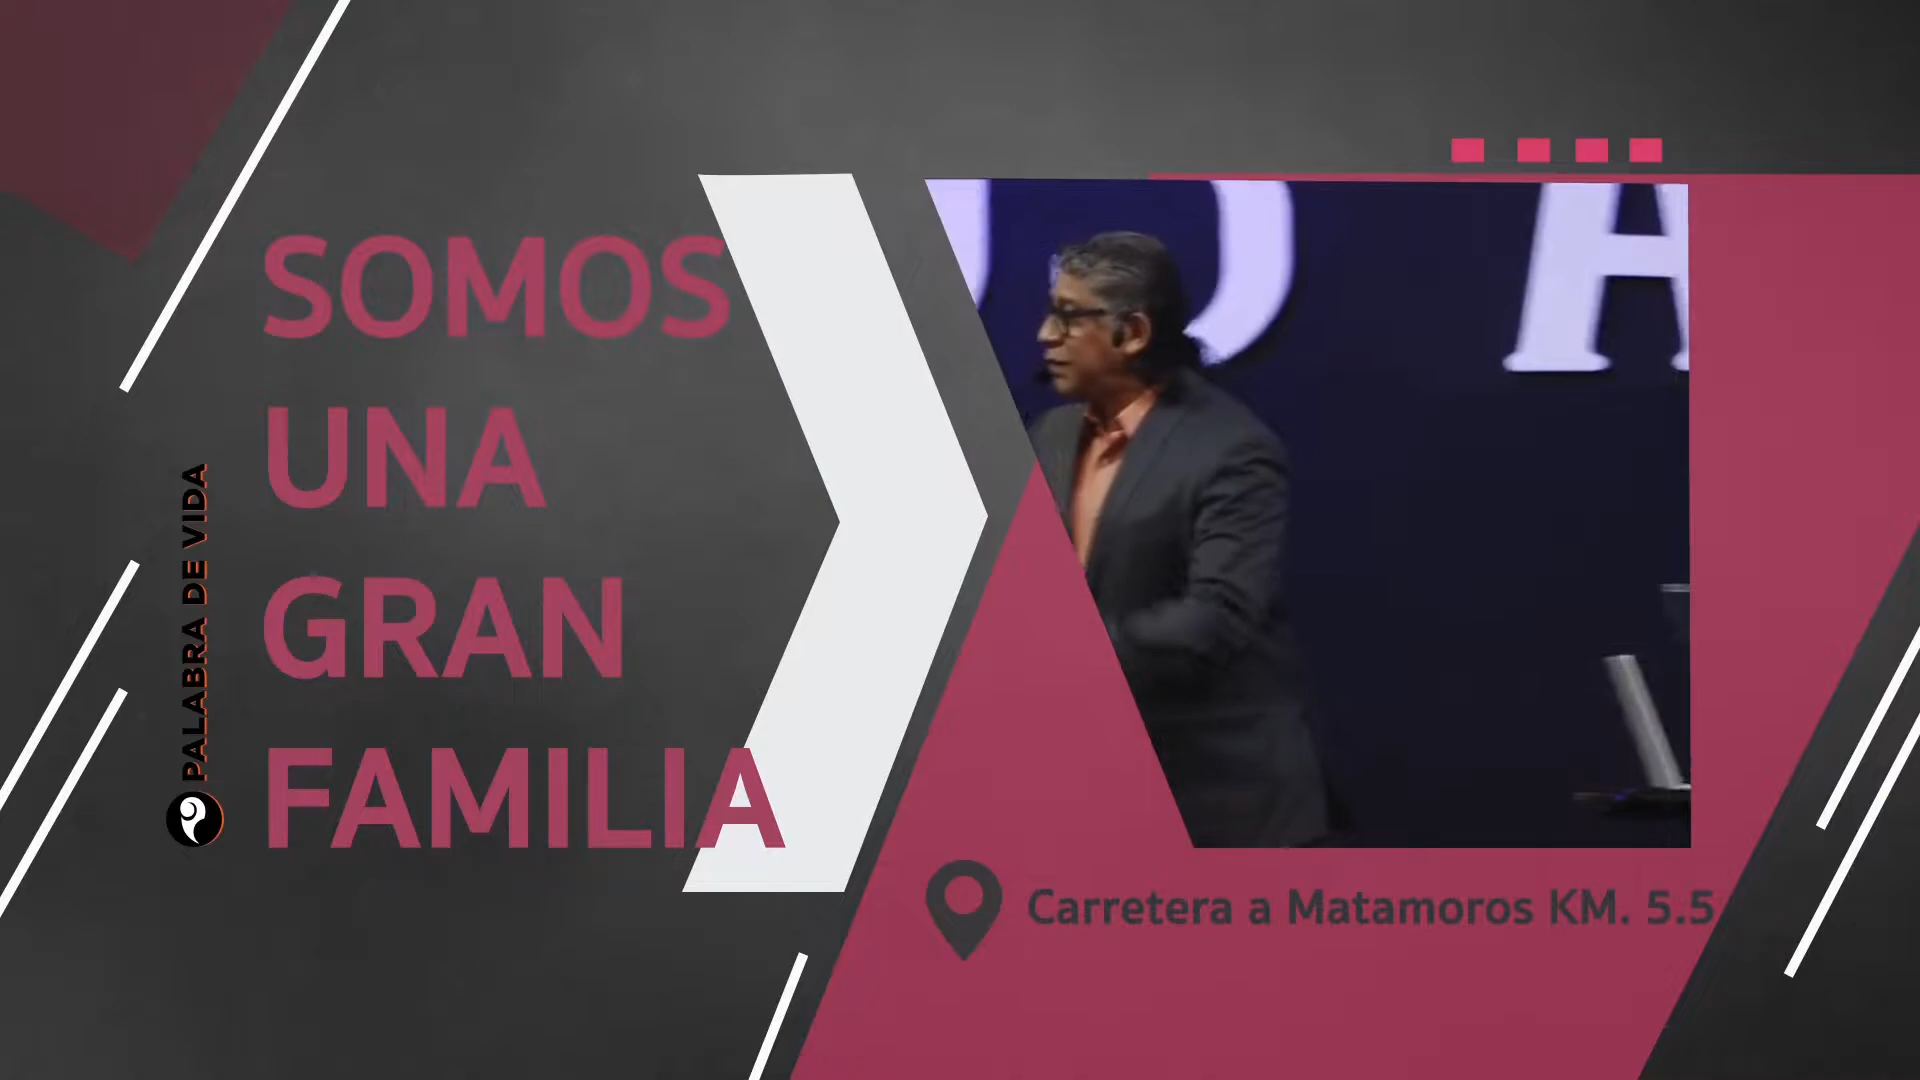 SOMOS
UNA
GRAN
FAMILIA
PALABRA DE VIDA
Carretera a Matamoros KM. 5.5